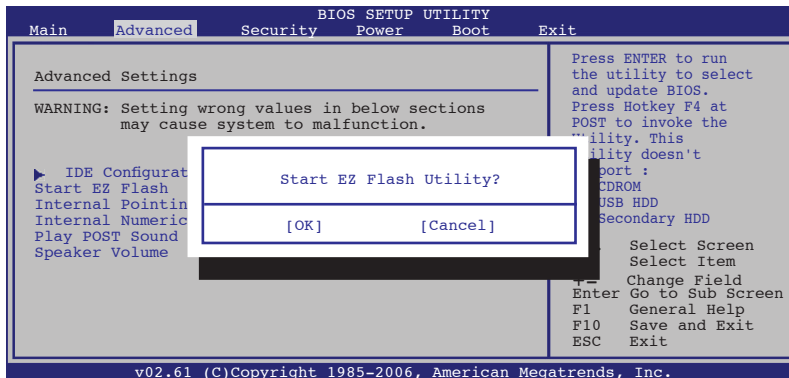 BIOS SETUP UTILITY
Main Advanced Security Power Boot Exit
Advanced Settings
WARNING: Setting wrong values in below sections
may cause system to malfunction.
IDE Configurat
Start EZ Flash
Internal Pointin
Internal Numeric
Play POST Sound
Speaker Volume
Start EZ Flash Utility?
[OK] [Cancel]
Press ENTER to run
the utility to select
and update BIOS.
Press Hotkey F4 at
POST to invoke the
Utility. This
ility doesn't
port :
CDROM
USB HDD
Secondary HDD
Select Screen
Select Item
+- Change Field
Enter Go to Sub Screen
F1 General Help
F10 Save and Exit
ESC Exit
v02.61 (C)Copyright 1985-2006, American Megatrends, Inc.